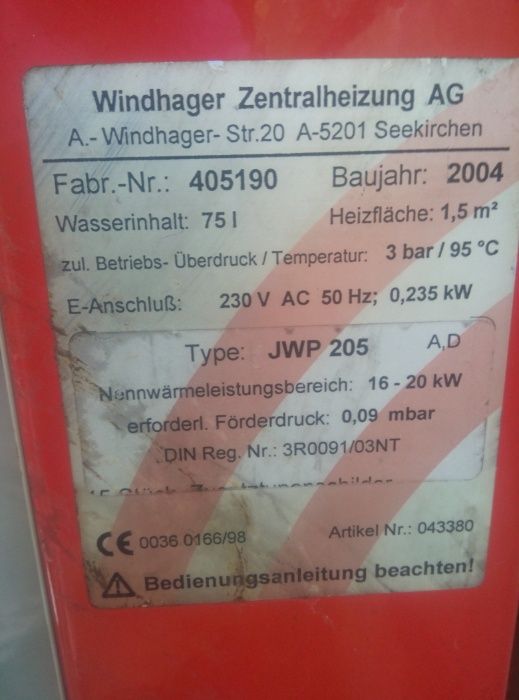 Windhager Zentralheizung AG
A.- Windhager- Str.20 A-5201 Seekirchen
Fabr.-Nr.: 405190 Baujahr: 2004
Wasserinhalt: 75 l Heizfläche: 1,5 m²
zul. Betriebs- Überdruck / Temperatur: 3 bar / 95 °C
E-Anschluß: 230 V AC 50 Hz; 0,235 kW
Type: JWP 205 A,D
Nennwärmeleistungsbereich: 16 - 20 kW
erforderl. Förderdruck: 0,09 mbar
DIN Reg. Nr.: 3R0091/03NT
15 Stück
CE 0036 0166/98 Artikel Nr.: 043380
Bedienungsanleitung beachten!